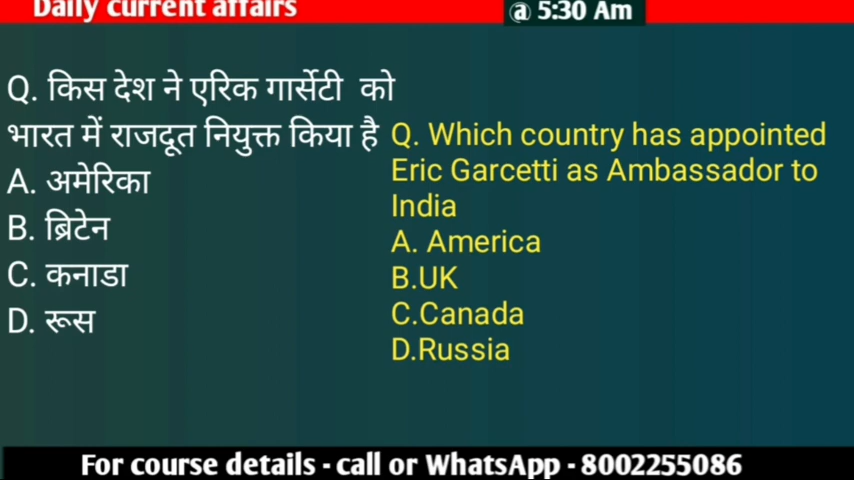 Daily current affairs
@ 5:30 Am
Q. किस देश ने एरिक गार्सेटी को
भारत में राजदूत नियुक्त किया है
A. अमेरिका
B. ब्रिटेन
C. कनाडा
D. रूस
Q. Which country has appointed
Eric Garcetti as Ambassador to
India
A. America
B.UK
C.Canada
D.Russia
For course details - call or WhatsApp - 8002255086